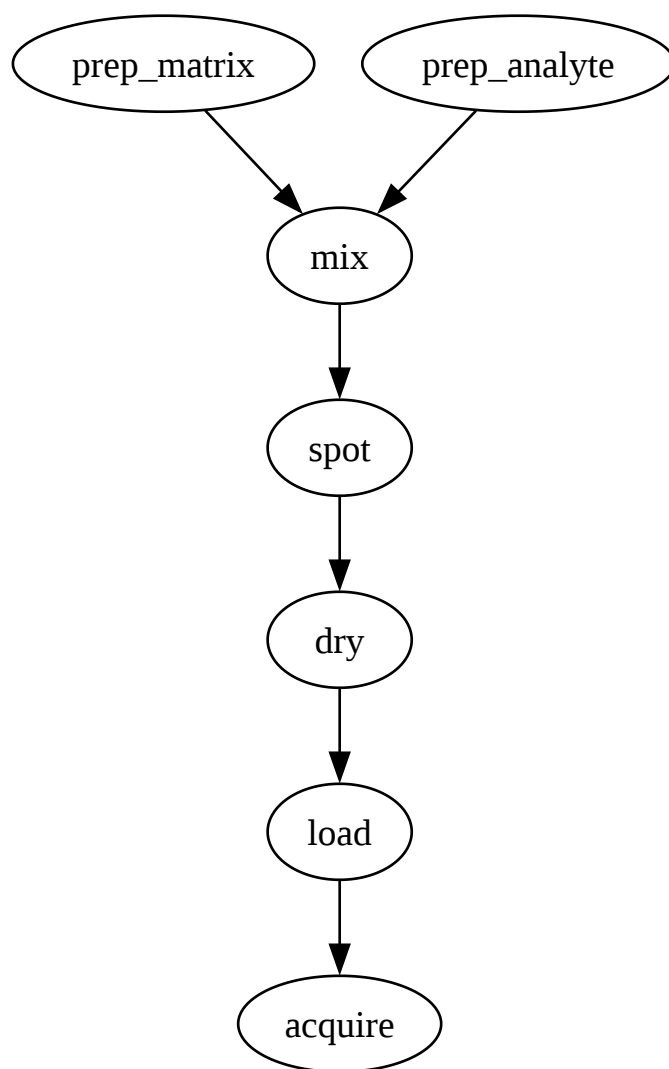 prep_matrix
prep_analyte
mix
spot
dry
load
acquire